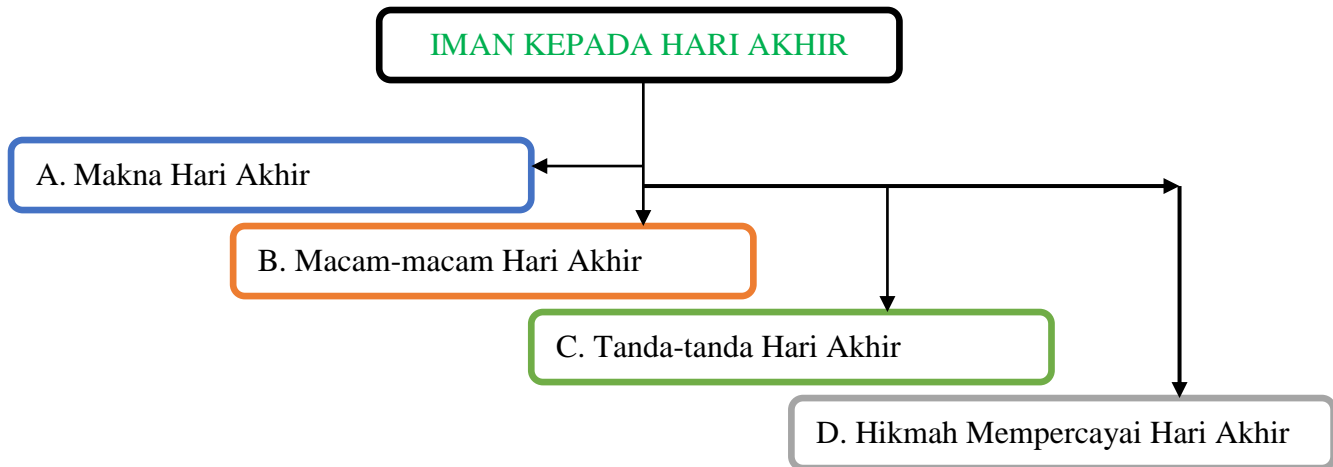 IMAN KEPADA HARI AKHIR
A. Makna Hari Akhir
B. Macam-macam Hari Akhir
C. Tanda-tanda Hari Akhir
D. Hikmah Mempercayai Hari Akhir